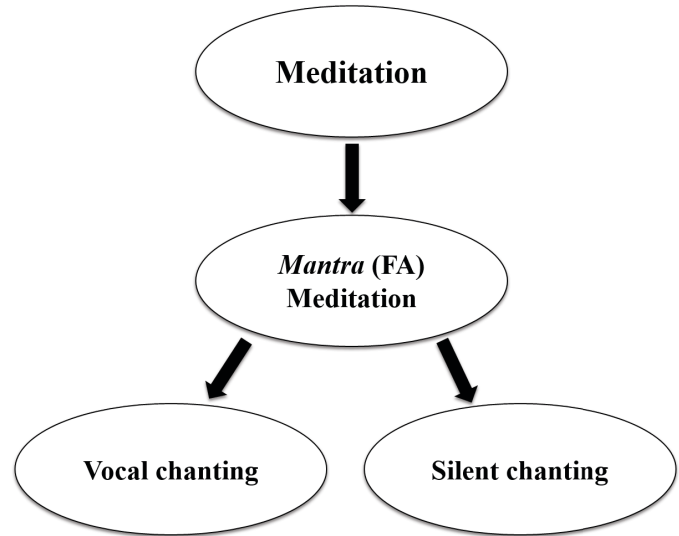 Meditation
Mantra (FA)
Meditation
Vocal chanting
Silent chanting